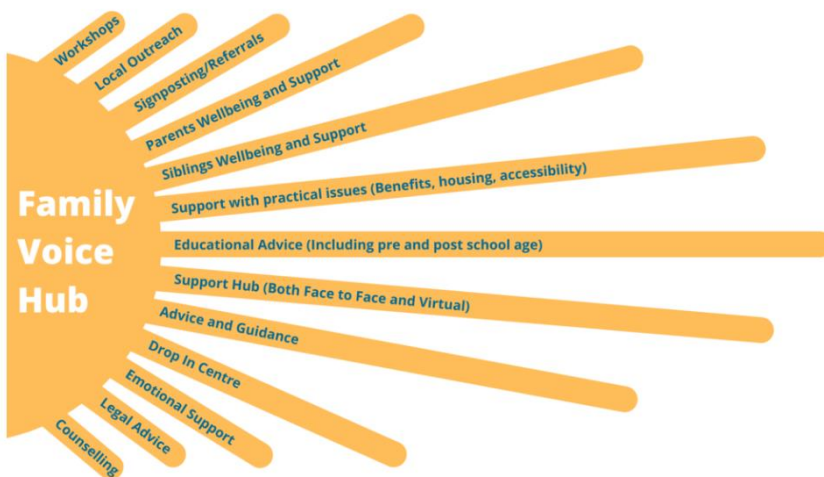 Workshops
Local Outreach
Signposting/Referrals
Parents Wellbeing and Support
Siblings Wellbeing and Support
Support with practical issues (Benefits, housing, accessibility)
Family
Voice
Hub
Educational Advice (Including pre and post school age)
Support Hub (Both Face to Face and Virtual)
Advice and Guidance
Drop In Centre
Emotional Support
Legal Advice
Counselling